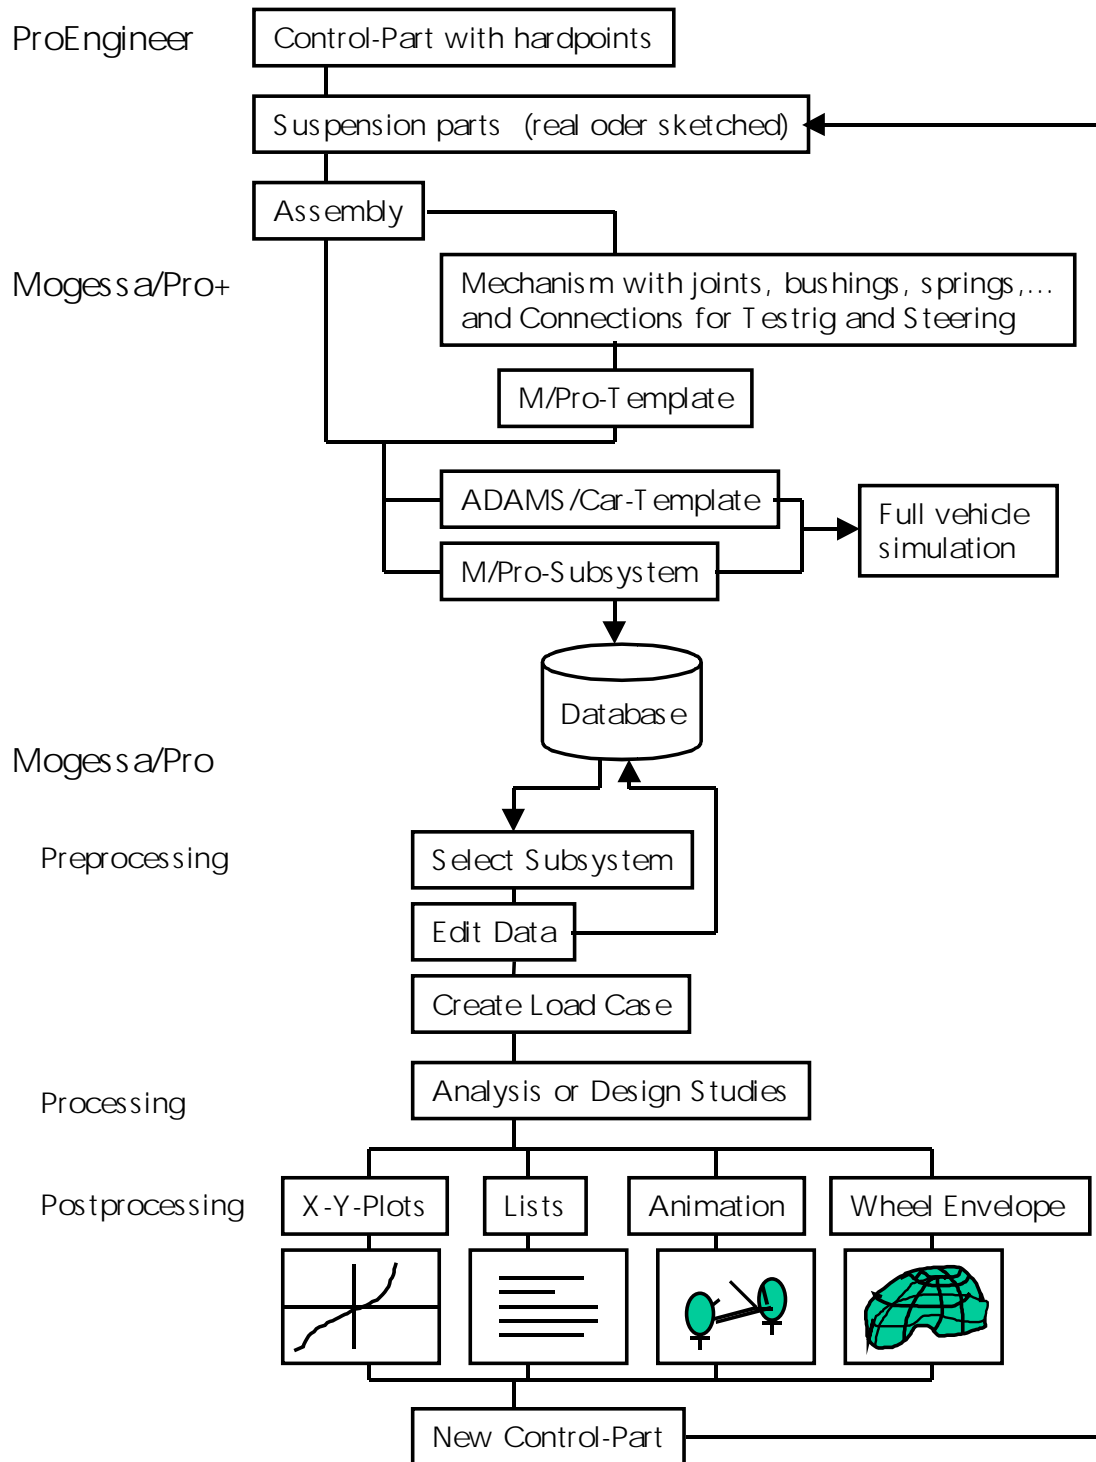 ProEngineer
Control-Part with hardpoints
Suspension parts (real oder sketched)
Assembly
Mogessa/Pro+
Mechanism with joints, bushings, springs,...
and Connections for Testrig and Steering
M/Pro-Template
ADAMS/Car-Template
Full vehicle
simulation
M/Pro-Subsystem
Database
Mogessa/Pro
Preprocessing
Select Subsystem
Edit Data
Create Load Case
Processing
Analysis or Design Studies
Postprocessing
X-Y-Plots
Lists
Animation
Wheel Envelope
New Control-Part